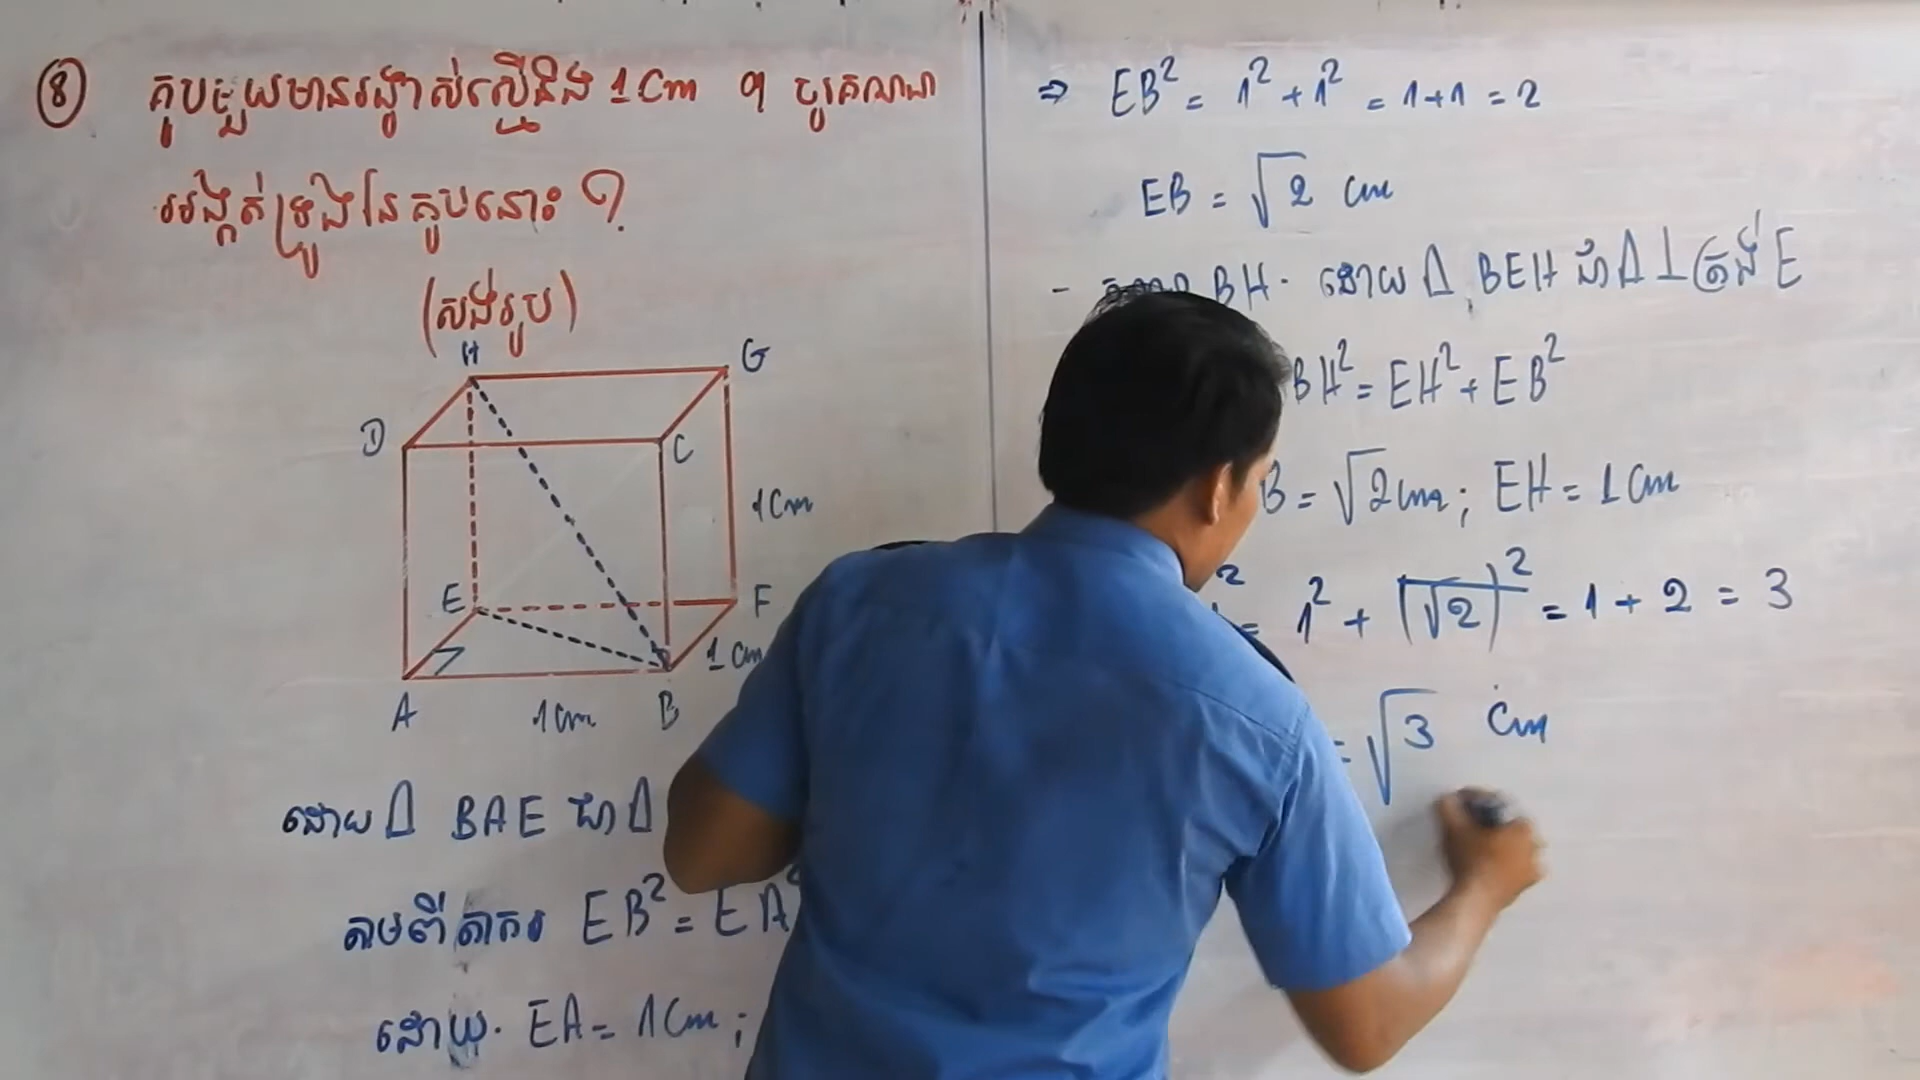 8 គូបមួយមានរង្វាស់ស្មើនឹង 1cm ។ ចូរគណនា
អង្កត់ទ្រូងនៃគូបនោះ ?
(សង់រូប)
H
G
D
C
1cm
E
F
1cm
A
1cm
B
ដោយ Δ BAE ជា Δ
តាមពីតាករ EB² = EA²
ដោយ. EA = 1cm ;
⇒ EB² = 1² + 1² = 1+1 = 2
EB = √2 cm
- BH. ដោយ Δ BEH ជា Δ ⊥ ត្រង់ E
BH² = EH² + EB²
B = √2cm ; EH = 1cm
² = 1² + (√2)² = 1 + 2 = 3
= √3 cm